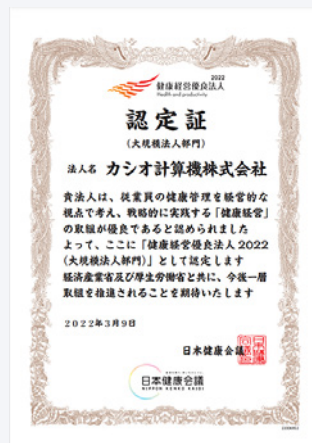 2022
健康経営優良法人
Health and productivity
認定証
(大規模法人部門)
法人名 カシオ計算機株式会社
貴法人は、従業員の健康管理を経営的な
視点で考え、戦略的に実践する「健康経営」
の取組が優良であると認められました
よって、ここに「健康経営優良法人2022
(大規模法人部門)」として認定します
経済産業省及び厚生労働省と共に、今後一層
取組を推進されることを期待いたします
2022年3月9日
日本健康会議
日本健康会議
NIPPON KENKO KAIGI